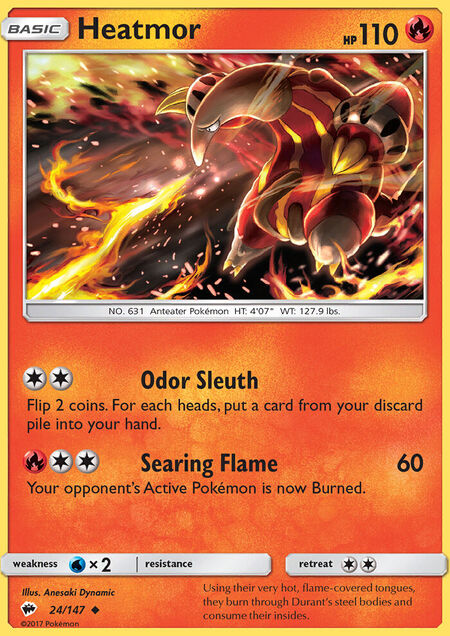 BASIC Heatmor HP 110
NO. 631 Anteater Pokémon HT: 4'07" WT: 127.9 lbs.
Odor Sleuth
Flip 2 coins. For each heads, put a card from your discard
pile into your hand.
Searing Flame 60
Your opponent's Active Pokémon is now Burned.
weakness ×2 resistance retreat
Illus. Anesaki Dynamic
24/147
©2017 Pokémon
Using their very hot, flame-covered tongues,
they burn through Durant's steel bodies and
consume their insides.